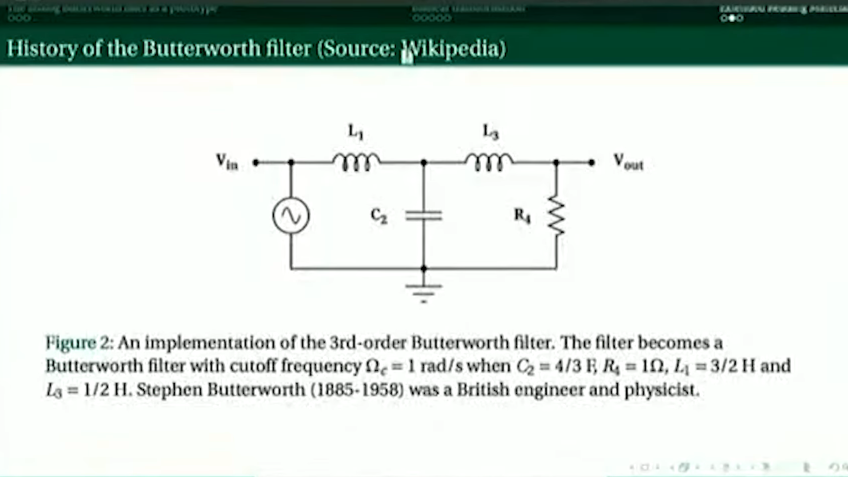 History of the Butterworth filter (Source: Wikipedia)
L₁
L₃
Vin
Vout
C₂
R₄
Figure 2: An implementation of the 3rd-order Butterworth filter. The filter becomes a
Butterworth filter with cutoff frequency Ωc = 1 rad/s when C₂ = 4/3 F, R₄ = 1Ω, L₁ = 3/2 H and
L₃ = 1/2 H. Stephen Butterworth (1885-1958) was a British engineer and physicist.